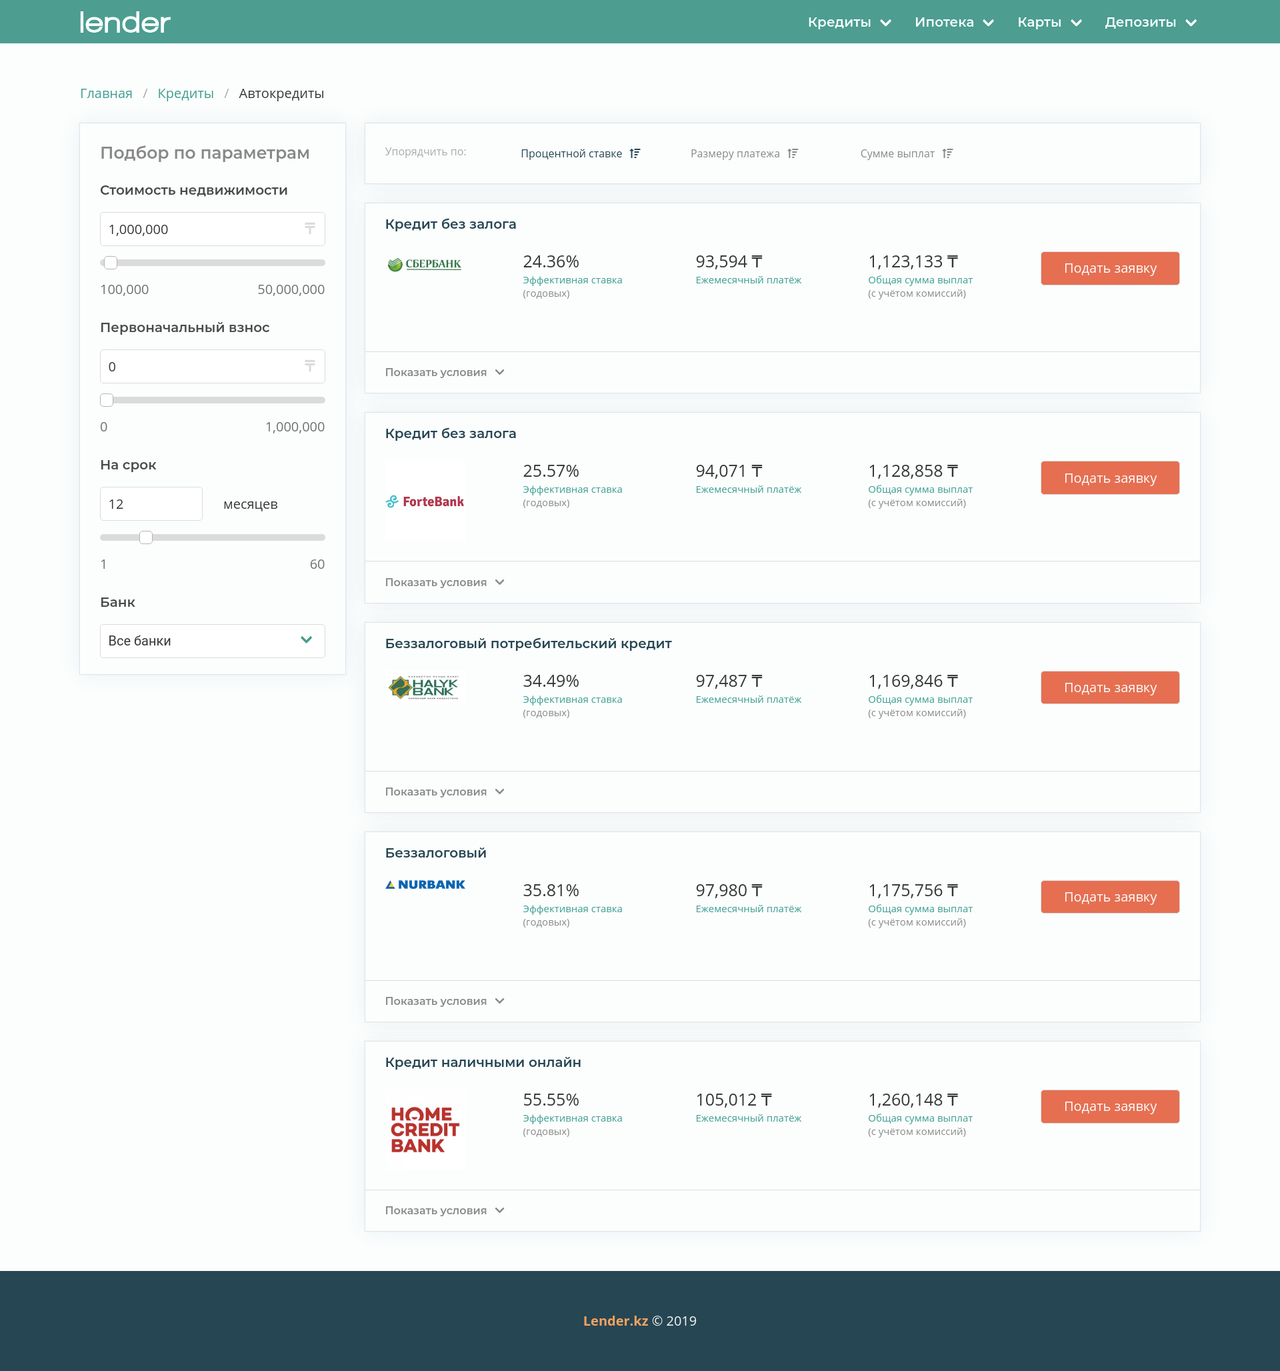 lender
Кредиты
Ипотека
Карты
Депозиты
Главная / Кредиты / Автокредиты
Подбор по параметрам
Стоимость недвижимости
1,000,000 ₸
100,000 50,000,000
Первоначальный взнос
0 ₸
0 1,000,000
На срок
12 месяцев
1 60
Банк
Все банки
Упорядчить по: Процентной ставке Размеру платежа Сумме выплат
Кредит без залога
СБЕРБАНК
24.36% 93,594 ₸ 1,123,133 ₸ Подать заявку
Эффективная ставка Ежемесячный платёж Общая сумма выплат
(годовых) (с учётом комиссий)
Показать условия
Кредит без залога
25.57% 94,071 ₸ 1,128,858 ₸ Подать заявку
Эффективная ставка Ежемесячный платёж Общая сумма выплат
ForteBank (годовых) (с учётом комиссий)
Показать условия
Беззалоговый потребительский кредит
HALYK
BANK
34.49% 97,487 ₸ 1,169,846 ₸ Подать заявку
Эффективная ставка Ежемесячный платёж Общая сумма выплат
(годовых) (с учётом комиссий)
Показать условия
Беззалоговый
NURBANK
35.81% 97,980 ₸ 1,175,756 ₸ Подать заявку
Эффективная ставка Ежемесячный платёж Общая сумма выплат
(годовых) (с учётом комиссий)
Показать условия
Кредит наличными онлайн
HOME
CREDIT
BANK
55.55% 105,012 ₸ 1,260,148 ₸ Подать заявку
Эффективная ставка Ежемесячный платёж Общая сумма выплат
(годовых) (с учётом комиссий)
Показать условия
Lender.kz © 2019